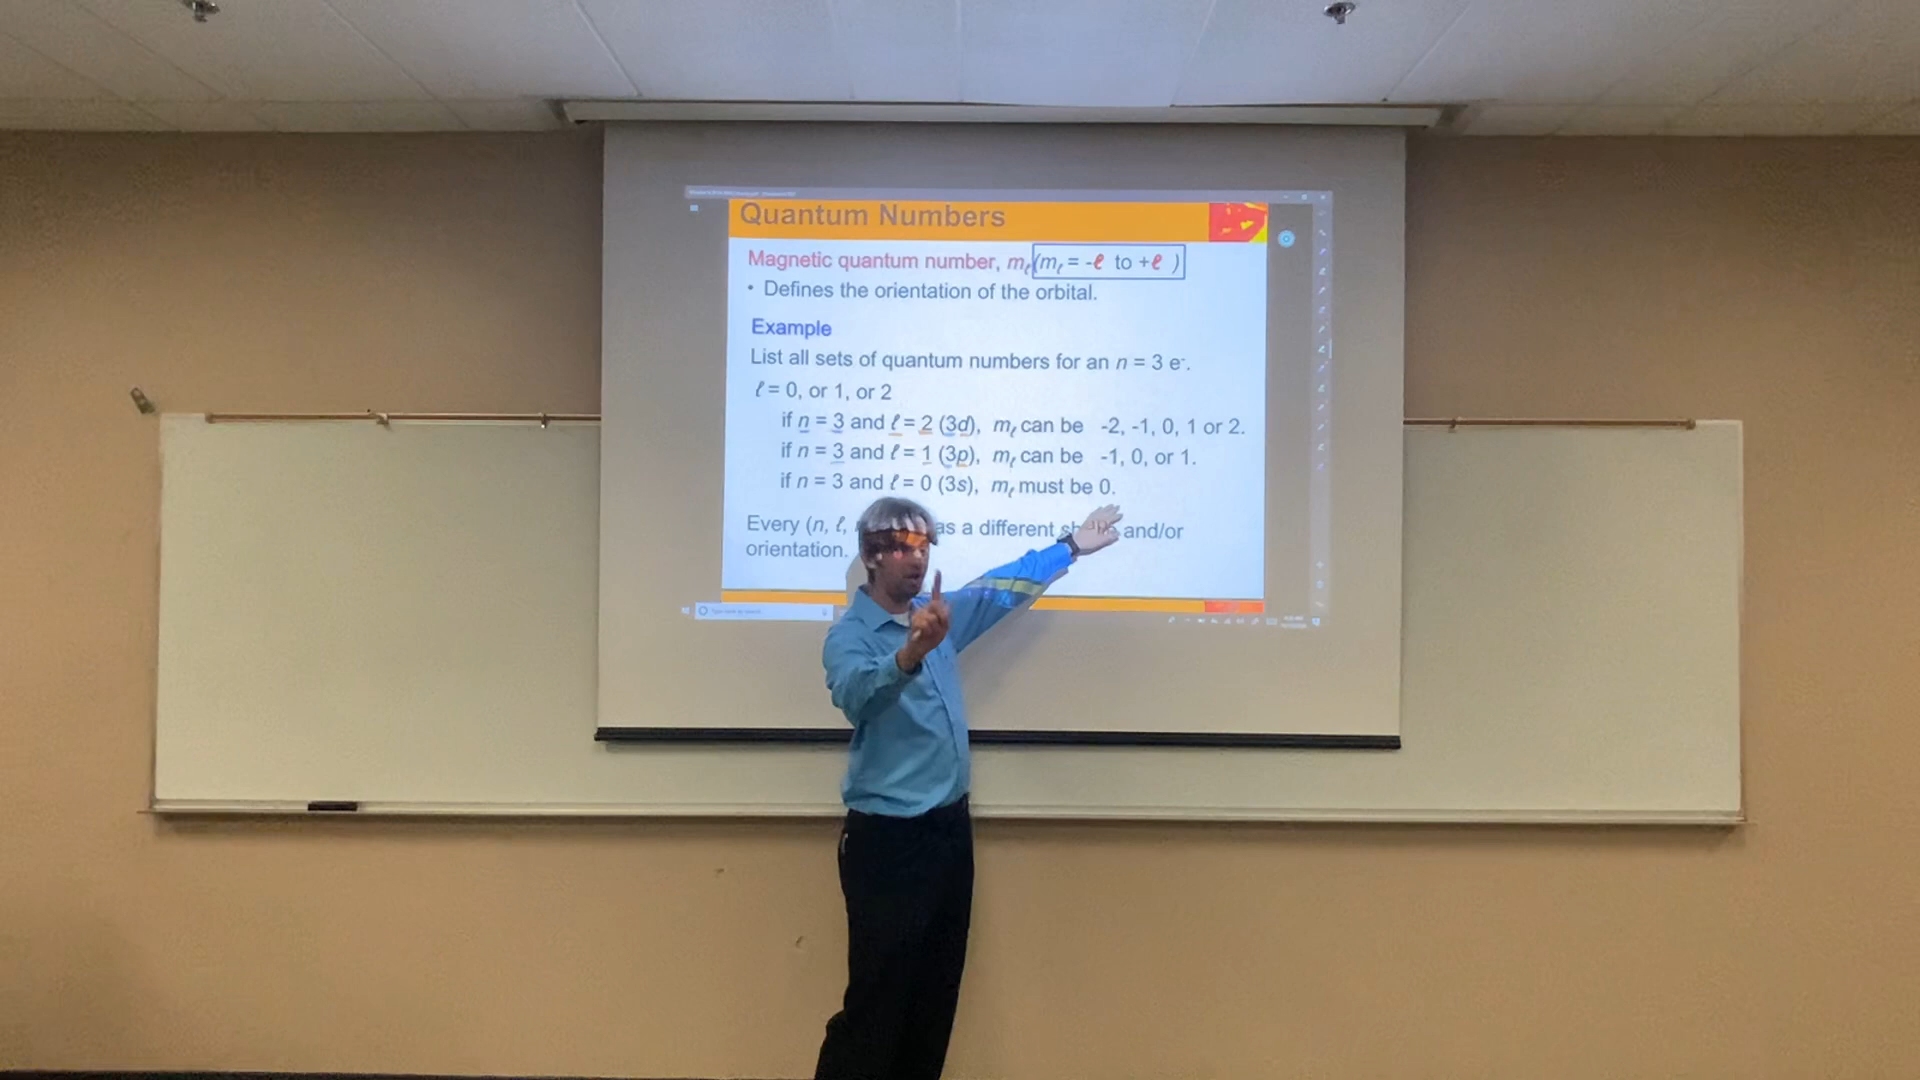 Quantum Numbers
Magnetic quantum number, mℓ (mℓ = -ℓ to +ℓ )
• Defines the orientation of the orbital.
Example
List all sets of quantum numbers for an n = 3 e-.
ℓ = 0, or 1, or 2
if n = 3 and ℓ = 2 (3d), mℓ can be -2, -1, 0, 1 or 2.
if n = 3 and ℓ = 1 (3p), mℓ can be -1, 0, or 1.
if n = 3 and ℓ = 0 (3s), mℓ must be 0.
Every (n, ℓ, as a different and/or
orientation.